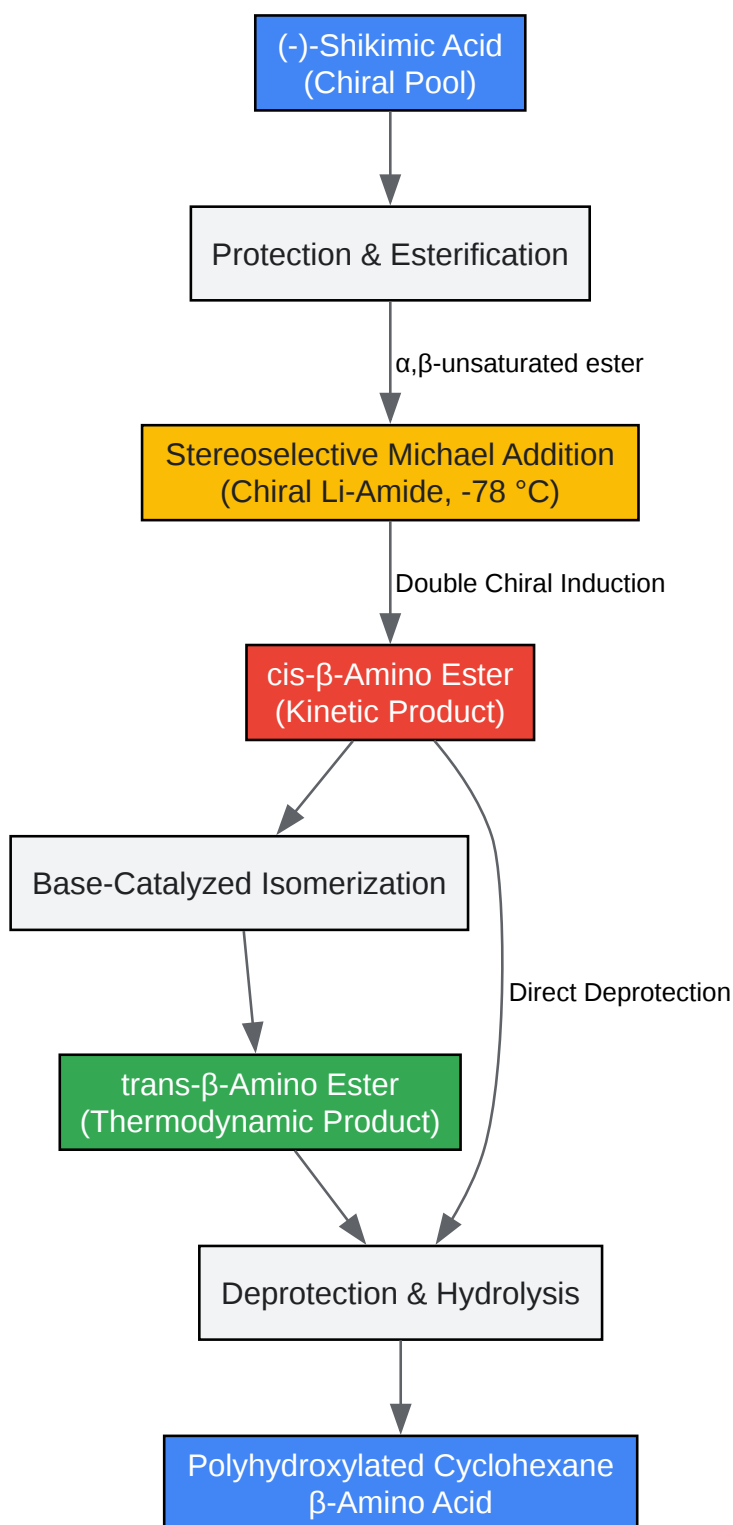 (-)-Shikimic Acid
(Chiral Pool)
Protection & Esterification
α,β-unsaturated ester
Stereoselective Michael Addition
(Chiral Li-Amide, -78 °C)
Double Chiral Induction
cis-β-Amino Ester
(Kinetic Product)
Base-Catalyzed Isomerization
Direct Deprotection
trans-β-Amino Ester
(Thermodynamic Product)
Deprotection & Hydrolysis
Polyhydroxylated Cyclohexane
β-Amino Acid